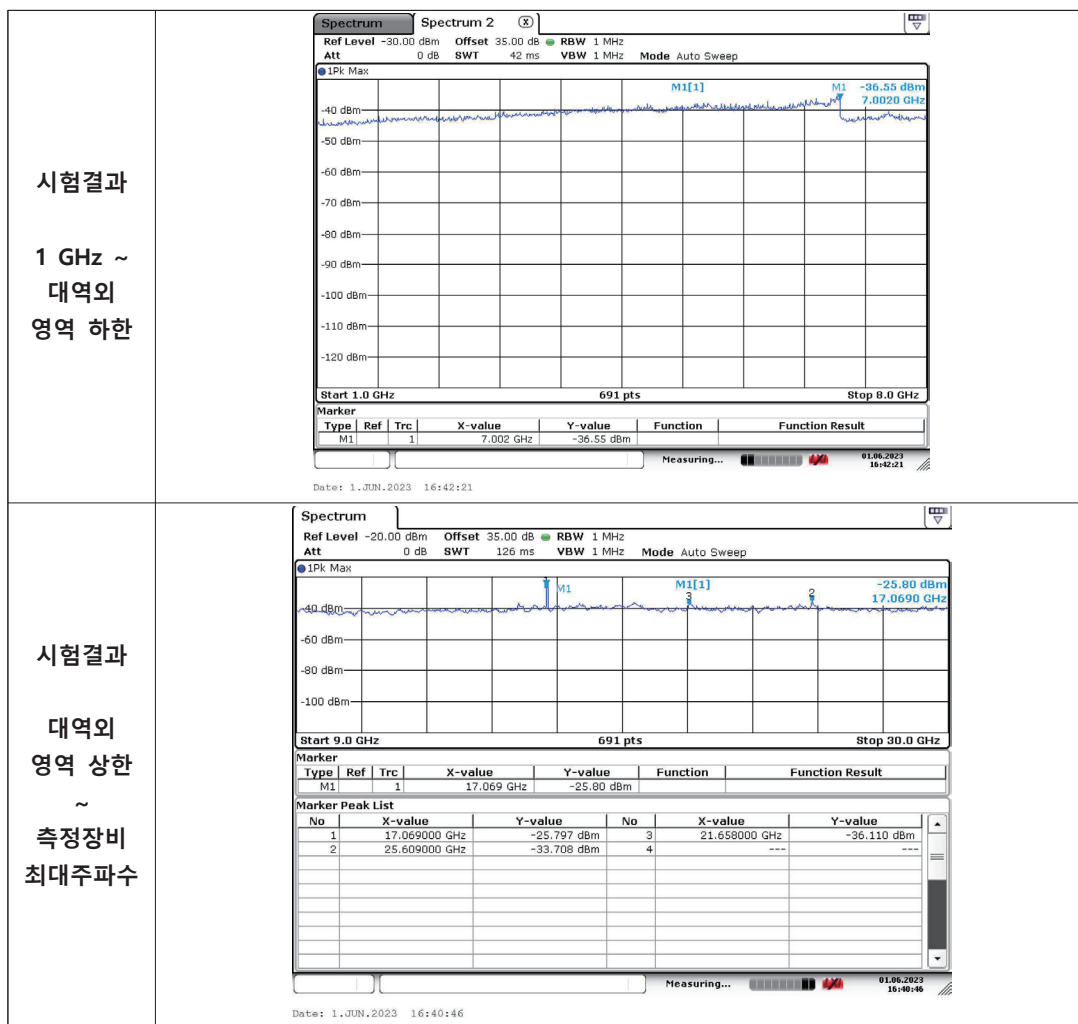 시험결과
1 GHz ~
대역외
영역 하한
Spectrum Spectrum 2 X
Ref Level -30.00 dBm Offset 35.00 dB RBW 1 MHz
Att 0 dB SWT 42 ms VBW 1 MHz Mode Auto Sweep
1Pk Max
M1[1] M1 -36.55 dBm
7.0020 GHz
-40 dBm
-50 dBm
-60 dBm
-70 dBm
-80 dBm
-90 dBm
-100 dBm
-110 dBm
-120 dBm
Start 1.0 GHz 691 pts Stop 8.0 GHz
Marker
Type Ref Trc X-value Y-value Function Function Result
M1 1 7.002 GHz -36.55 dBm
Measuring... 01.06.2023
16:42:21
Date: 1.JUN.2023 16:42:21
시험결과
대역외
영역 상한
~
측정장비
최대주파수
Spectrum
Ref Level -20.00 dBm Offset 35.00 dB RBW 1 MHz
Att 0 dB SWT 126 ms VBW 1 MHz Mode Auto Sweep
1Pk Max
M1 M1[1] -25.80 dBm
3 2 17.0690 GHz
-40 dBm
-60 dBm
-80 dBm
-100 dBm
Start 9.0 GHz 691 pts Stop 30.0 GHz
Marker
Type Ref Trc X-value Y-value Function Function Result
M1 1 17.069 GHz -25.80 dBm
Marker Peak List
No X-value Y-value No X-value Y-value
1 17.069000 GHz -25.797 dBm 3 21.658000 GHz -36.110 dBm
2 25.609000 GHz -33.708 dBm 4 --- ---
Measuring... 01.06.2023
16:40:46
Date: 1.JUN.2023 16:40:46